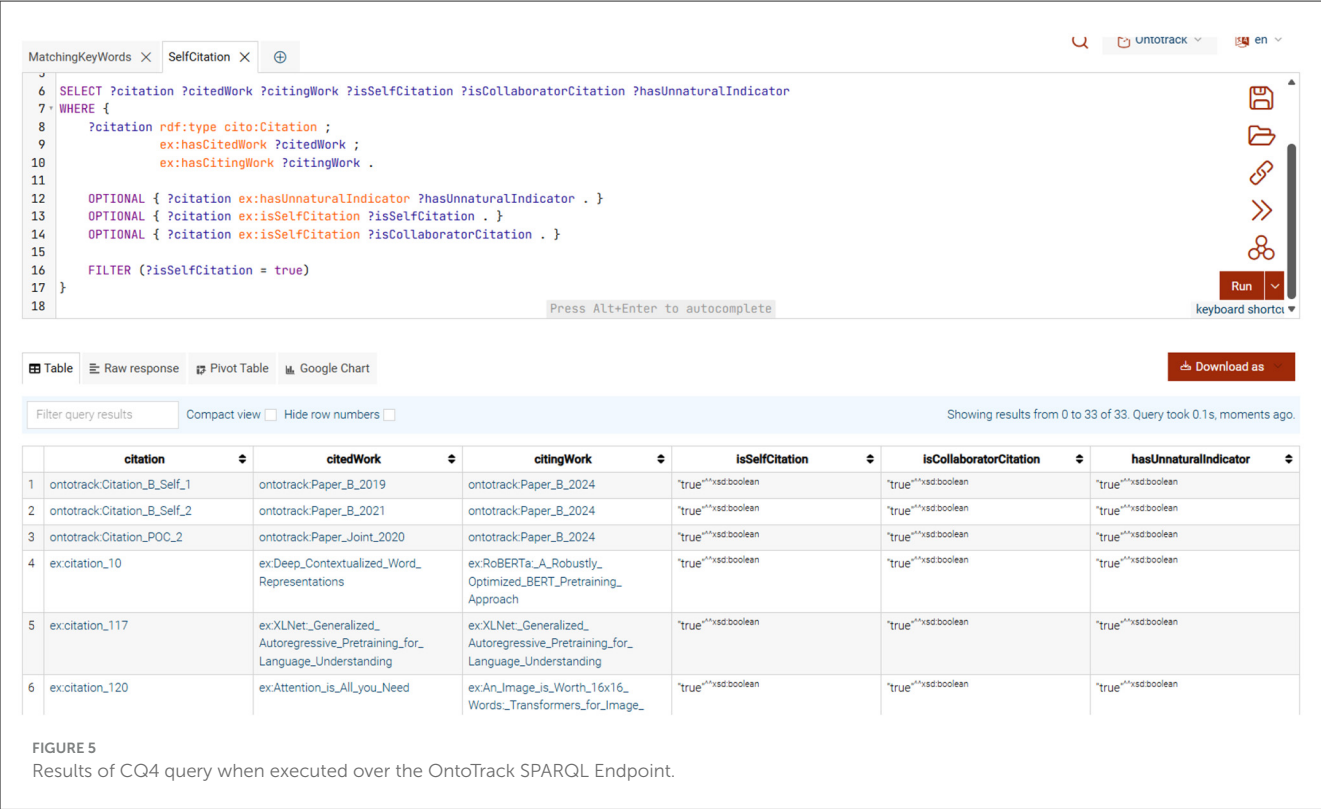 MatchingKeyWords SelfCitation
Ontotrack en
5
6 SELECT ?citation ?citedWork ?citingWork ?isSelfCitation ?isCollaboratorCitation ?hasUnnaturalIndicator
7 WHERE {
8 ?citation rdf:type cito:Citation ;
9 ex:hasCitedWork ?citedWork ;
10 ex:hasCitingWork ?citingWork .
11
12 OPTIONAL { ?citation ex:hasUnnaturalIndicator ?hasUnnaturalIndicator . }
13 OPTIONAL { ?citation ex:isSelfCitation ?isSelfCitation . }
14 OPTIONAL { ?citation ex:isSelfCitation ?isCollaboratorCitation . }
15
16 FILTER (?isSelfCitation = true)
17 }
18
Run
Press Alt+Enter to autocomplete
keyboard shortcu
Table Raw response Pivot Table Google Chart
Download as
Filter query results Compact view Hide row numbers Showing results from 0 to 33 of 33. Query took 0.1s, moments ago.
citation citedWork citingWork isSelfCitation isCollaboratorCitation hasUnnaturalIndicator
1 ontotrack:Citation_B_Self_1 ontotrack:Paper_B_2019 ontotrack:Paper_B_2024 "true"^^xsd:boolean "true"^^xsd:boolean "true"^^xsd:boolean
2 ontotrack:Citation_B_Self_2 ontotrack:Paper_B_2021 ontotrack:Paper_B_2024 "true"^^xsd:boolean "true"^^xsd:boolean "true"^^xsd:boolean
3 ontotrack:Citation_POC_2 ontotrack:Paper_Joint_2020 ontotrack:Paper_B_2024 "true"^^xsd:boolean "true"^^xsd:boolean "true"^^xsd:boolean
4 ex:citation_10 ex:Deep_Contextualized_Word_ ex:RoBERTa:_A_Robustly_ "true"^^xsd:boolean "true"^^xsd:boolean "true"^^xsd:boolean
Representations Optimized_BERT_Pretraining_
Approach
5 ex:citation_117 ex:XLNet:_Generalized_ ex:XLNet:_Generalized_ "true"^^xsd:boolean "true"^^xsd:boolean "true"^^xsd:boolean
Autoregressive_Pretraining_for_ Autoregressive_Pretraining_for_
Language_Understanding Language_Understanding
6 ex:citation_120 ex:Attention_is_All_you_Need ex:An_Image_is_Worth_16x16_ "true"^^xsd:boolean "true"^^xsd:boolean "true"^^xsd:boolean
Words:_Transformers_for_Image_
FIGURE 5
Results of CQ4 query when executed over the OntoTrack SPARQL Endpoint.